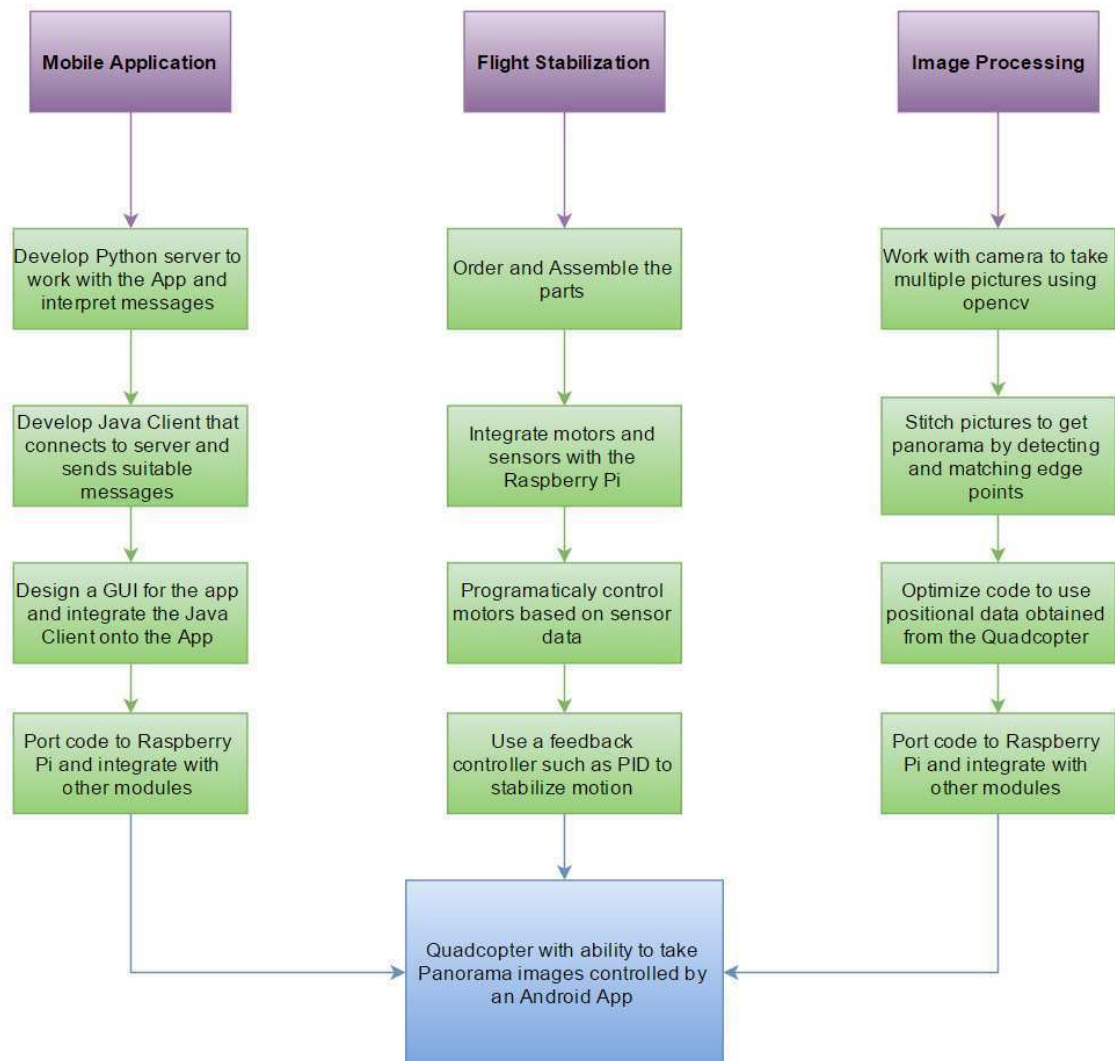 Mobile Application
Flight Stabilization
Image Processing
Develop Python server to
work with the App and
interpret messages
Order and Assemble the
parts
Work with camera to take
multiple pictures using
opencv
Develop Java Client that
connects to server and
sends suitable
messages
Integrate motors and
sensors with the
Raspberry Pi
Stitch pictures to get
panorama by detecting
and matching edge
points
Design a GUI for the app
and integrate the Java
Client onto the App
Programaticaly control
motors based on sensor
data
Optimize code to use
positional data obtained
from the Quadcopter
Port code to Raspberry
Pi and integrate with
other modules
Use a feedback
controller such as PID to
stabilize motion
Port code to Raspberry
Pi and integrate with
other modules
Quadcopter with ability to take
Panorama images controlled by
an Android App